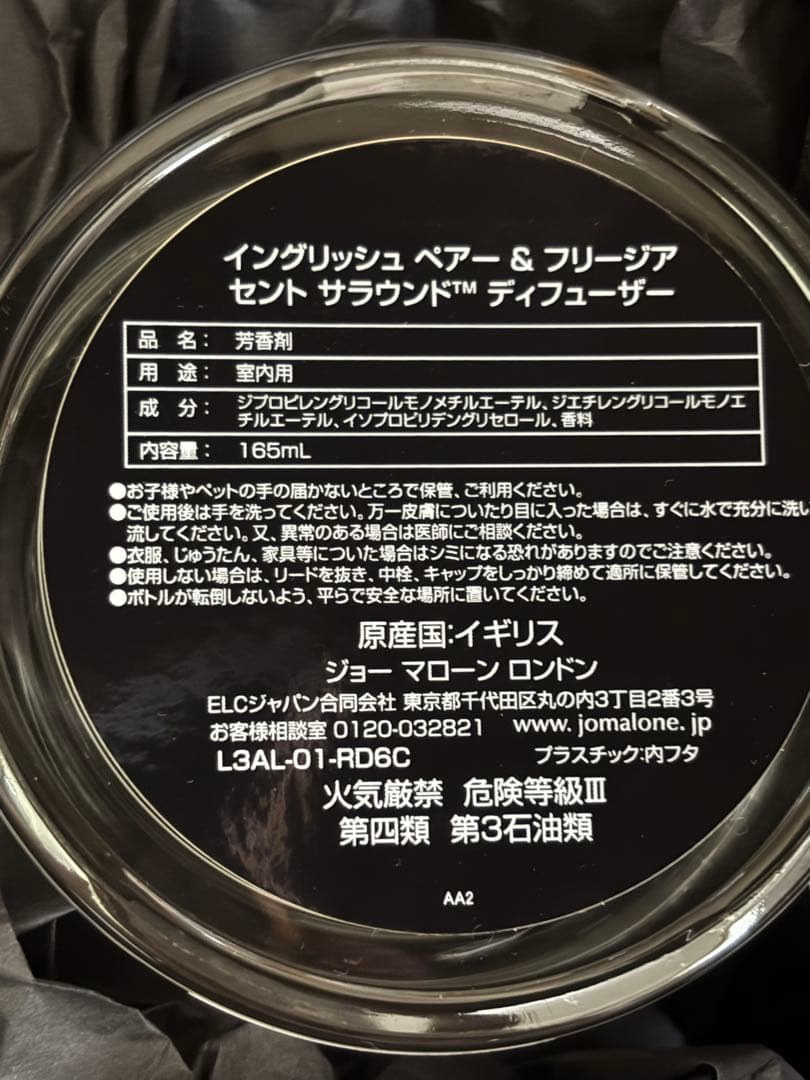 イングリッシュ ペアー & フリージア
セント サラウンド™ ディフューザー
品 名： 芳香剤
用 途： 室内用
成 分： ジプロピレングリコールモノメチルエーテル、ジエチレングリコールモノエ
チルエーテル、イソプロピリデングリセロール、香料
内容量： 165mL
●お子様やペットの手の届かないところで保管、ご利用ください。
●ご使用後は手を洗ってください。万一皮膚についたり目に入った場合は、すぐに水で充分に洗い
流してください。又、異常のある場合は医師にご相談ください。
●衣服、じゅうたん、家具等についた場合はシミになる恐れがありますのでご注意ください。
●使用しない場合は、リードを抜き、中栓、キャップをしっかり締めて適所に保管してください。
●ボトルが転倒しないよう、平らで安全な場所に置いてください。
原産国:イギリス
ジョー マローン ロンドン
ELCジャパン合同会社 東京都千代田区丸の内3丁目2番3号
お客様相談室 0120-032821 www. jomalone. jp
L3AL-01-RD6C プラスチック:内フタ
火気厳禁 危険等級Ⅲ
第四類 第3石油類
AA2